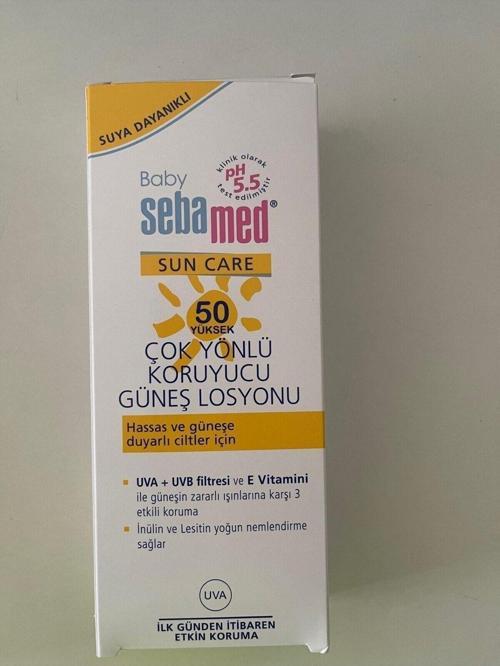 SUYA DAYANIKLI
klinik olarak
pH
5.5
test edilmiştir
Baby
sebamed®
SUN CARE
50
YÜKSEK
ÇOK YÖNLÜ
KORUYUCU
GÜNEŞ LOSYONU
Hassas ve güneşe
duyarlı ciltler için
UVA + UVB filtresi ve E Vitamini
ile güneşin zararlı ışınlarına karşı 3
etkili koruma
İnülin ve Lesitin yoğun nemlendirme
sağlar
UVA
İLK GÜNDEN İTİBAREN
ETKİN KORUMA